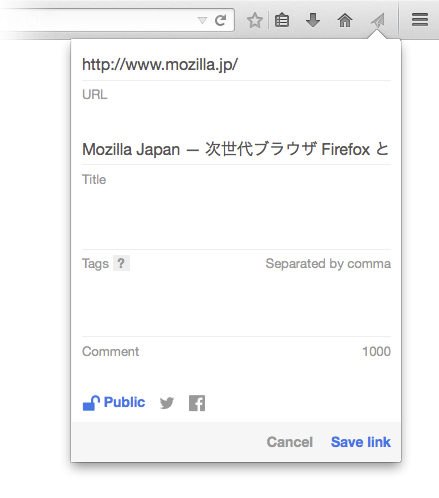 http://www.mozilla.jp/
URL
Mozilla Japan — 次世代ブラウザ Firefox と
Title
Tags ? Separated by comma
Comment 1000
Public
Cancel Save link